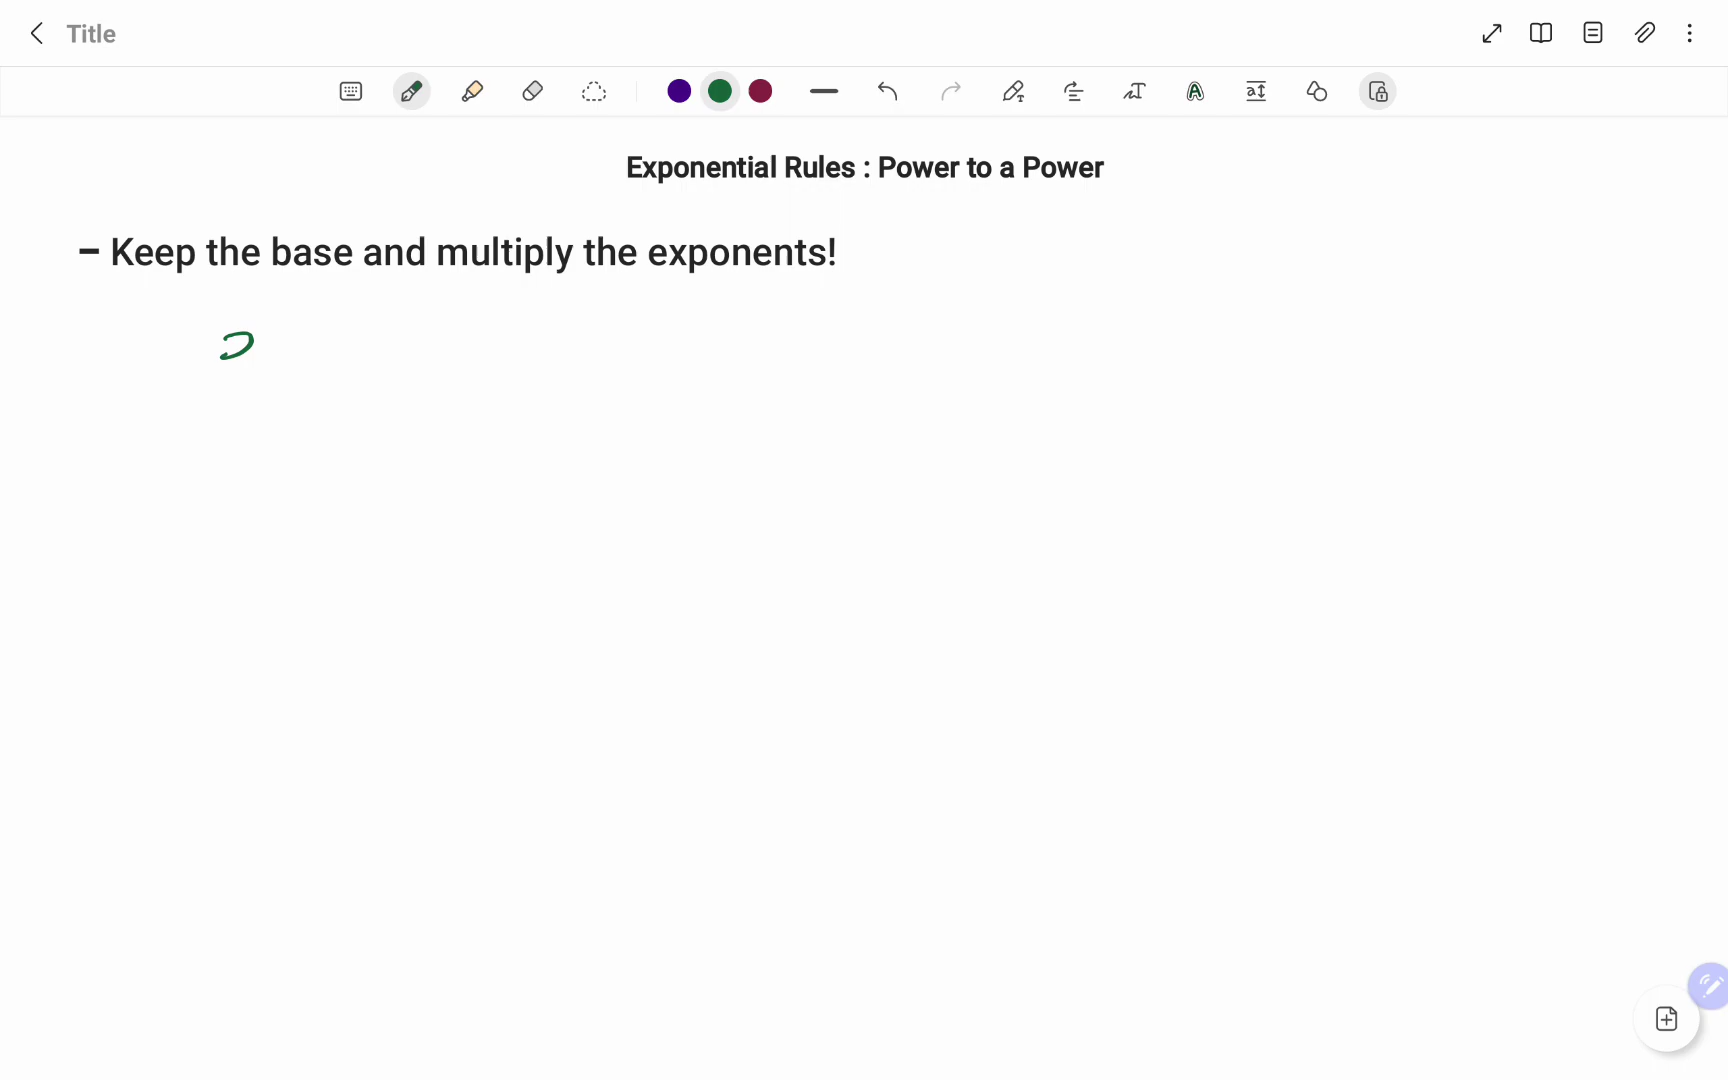 Title
Exponential Rules : Power to a Power
– Keep the base and multiply the exponents!